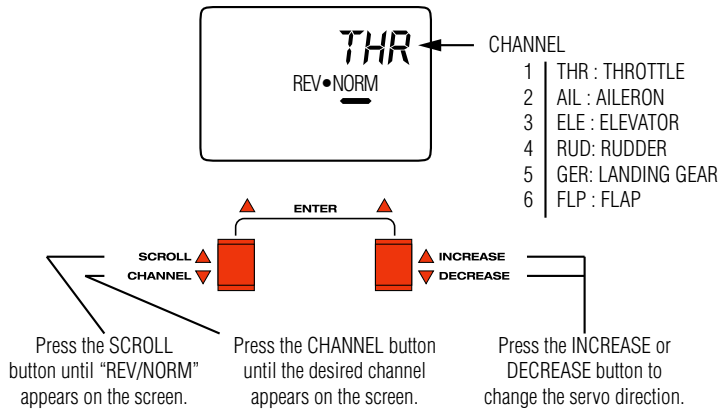 THR
REV•NORM
CHANNEL
1 THR : THROTTLE
2 AIL : AILERON
3 ELE : ELEVATOR
4 RUD: RUDDER
5 GER: LANDING GEAR
6 FLP : FLAP
ENTER
SCROLL
CHANNEL
INCREASE
DECREASE
Press the SCROLL
button until “REV/NORM”
appears on the screen.
Press the CHANNEL button
until the desired channel
appears on the screen.
Press the INCREASE or
DECREASE button to
change the servo direction.